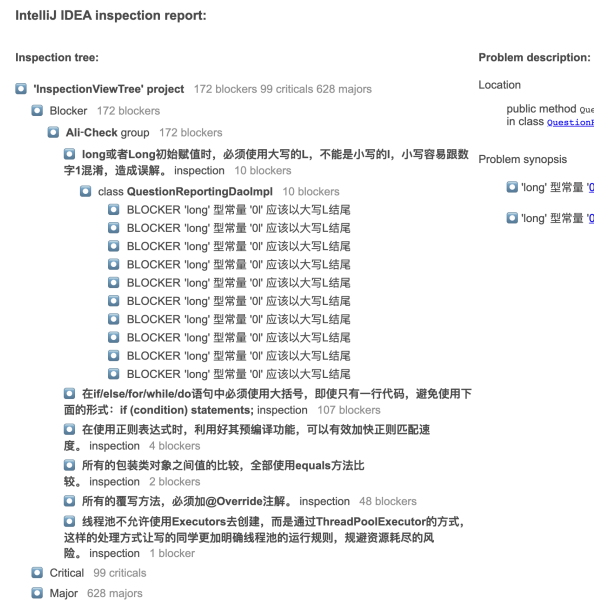 IntelliJ IDEA inspection report:
Inspection tree:
'InspectionViewTree' project 172 blockers 99 criticals 628 majors
Blocker 172 blockers
Ali-Check group 172 blockers
long或者Long初始赋值时，必须使用大写的L，不能是小写的l，小写容易跟数
字1混淆，造成误解。 inspection 10 blockers
class QuestionReportingDaoImpl 10 blockers
BLOCKER 'long' 型常量 '0l' 应该以大写L结尾
BLOCKER 'long' 型常量 '0l' 应该以大写L结尾
BLOCKER 'long' 型常量 '0l' 应该以大写L结尾
BLOCKER 'long' 型常量 '0l' 应该以大写L结尾
BLOCKER 'long' 型常量 '0l' 应该以大写L结尾
BLOCKER 'long' 型常量 '0l' 应该以大写L结尾
BLOCKER 'long' 型常量 '0l' 应该以大写L结尾
BLOCKER 'long' 型常量 '0l' 应该以大写L结尾
BLOCKER 'long' 型常量 '0l' 应该以大写L结尾
BLOCKER 'long' 型常量 '0l' 应该以大写L结尾
在if/else/for/while/do语句中必须使用大括号，即使只有一行代码，避免使用下
面的形式：if (condition) statements; inspection 107 blockers
在使用正则表达式时，利用好其预编译功能，可以有效加快正则匹配速
度。 inspection 4 blockers
所有的包装类对象之间值的比较，全部使用equals方法比
较。 inspection 2 blockers
所有的覆写方法，必须加@Override注解。 inspection 48 blockers
线程池不允许使用Executors去创建，而是通过ThreadPoolExecutor的方式，
这样的处理方式让写的同学更加明确线程池的运行规则，规避资源耗尽的风
险。 inspection 1 blocker
Critical 99 criticals
Major 628 majors
Problem description:
Location
public method Que
in class Question
Problem synopsis
'long' 型常量 '0
'long' 型常量 '0